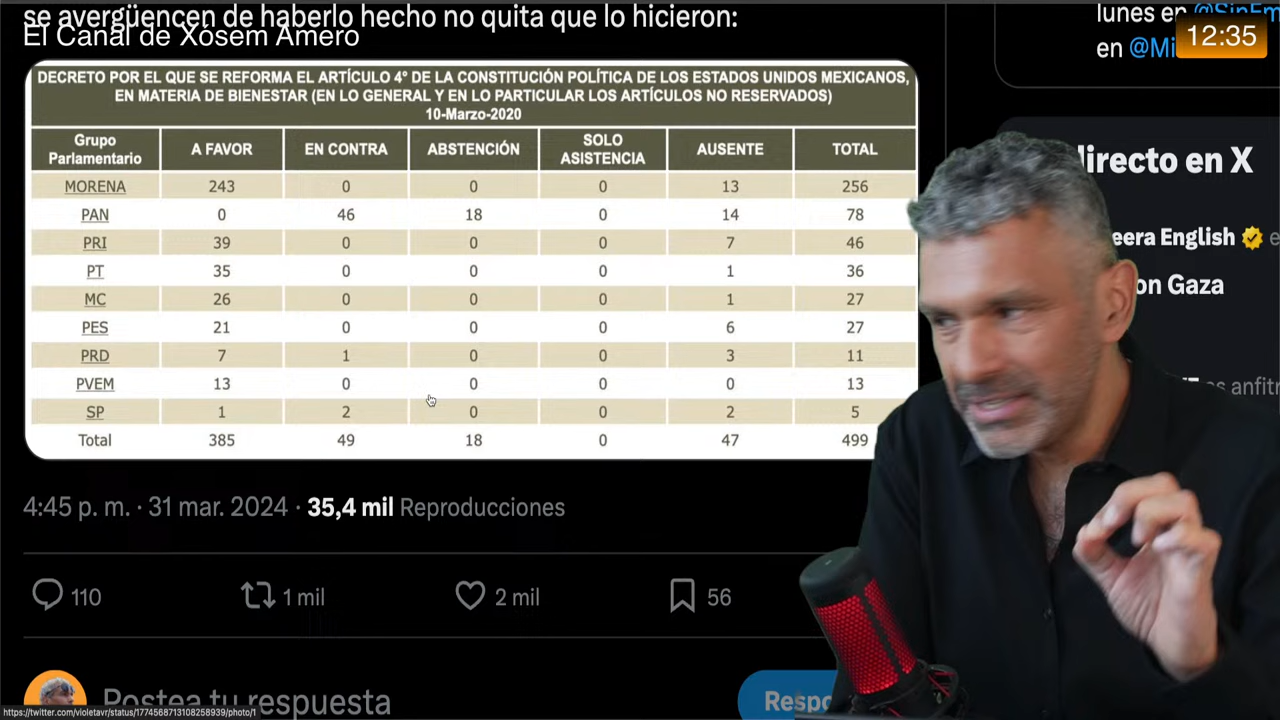 se avergüencen de haberlo hecho no quita que lo hicieron:
El Canal de Xosem Amero
lunes en @SinEm
en @Mi
12:35
DECRETO POR EL QUE SE REFORMA EL ARTÍCULO 4° DE LA CONSTITUCIÓN POLÍTICA DE LOS ESTADOS UNIDOS MEXICANOS,
EN MATERIA DE BIENESTAR (EN LO GENERAL Y EN LO PARTICULAR LOS ARTÍCULOS NO RESERVADOS)
10-Marzo-2020
Grupo Parlamentario A FAVOR EN CONTRA ABSTENCIÓN SOLO ASISTENCIA AUSENTE TOTAL
MORENA 243 0 0 0 13 256
PAN 0 46 18 0 14 78
PRI 39 0 0 0 7 46
PT 35 0 0 0 1 36
MC 26 0 0 0 1 27
PES 21 0 0 0 6 27
PRD 7 1 0 0 3 11
PVEM 13 0 0 0 0 13
SP 1 2 0 0 2 5
Total 385 49 18 0 47 499
directo en X
eera English
on Gaza
es anfitr
4:45 p. m. · 31 mar. 2024 · 35,4 mil Reproducciones
110 1 mil 2 mil 56
Postea tu respuesta
Respo
https://twitter.com/violetavr/status/1774568713108258939/photo/1